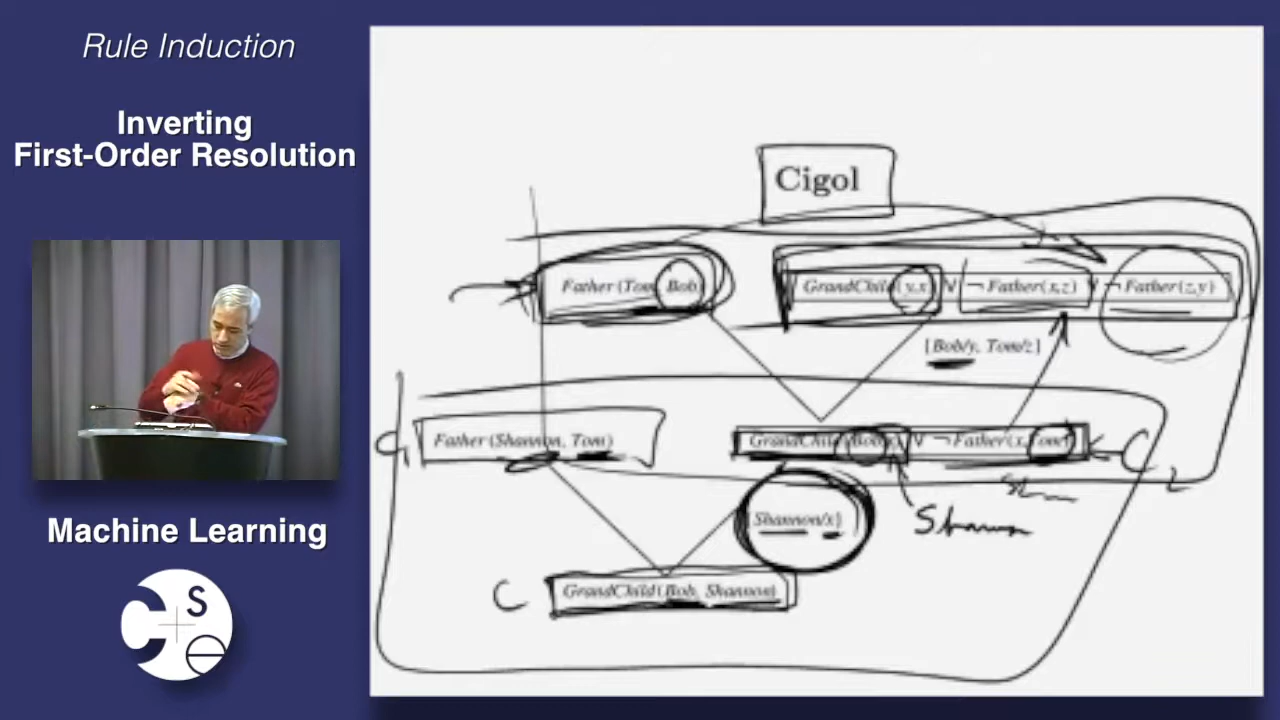 Rule Induction
Inverting
First-Order Resolution
Machine Learning
C S e
Cigol
Father (Tom, Bob)
GrandChild(y,x) ∨ ¬Father(x,z) ∨ ¬Father(z,y)
{Bob/y, Tom/z}
Father (Shannon, Tom)
GrandChild(Bob,x) ∨ ¬Father(x,Tom)
C1
C2
{Shannon/x}
Shannon
C
GrandChild(Bob, Shannon)